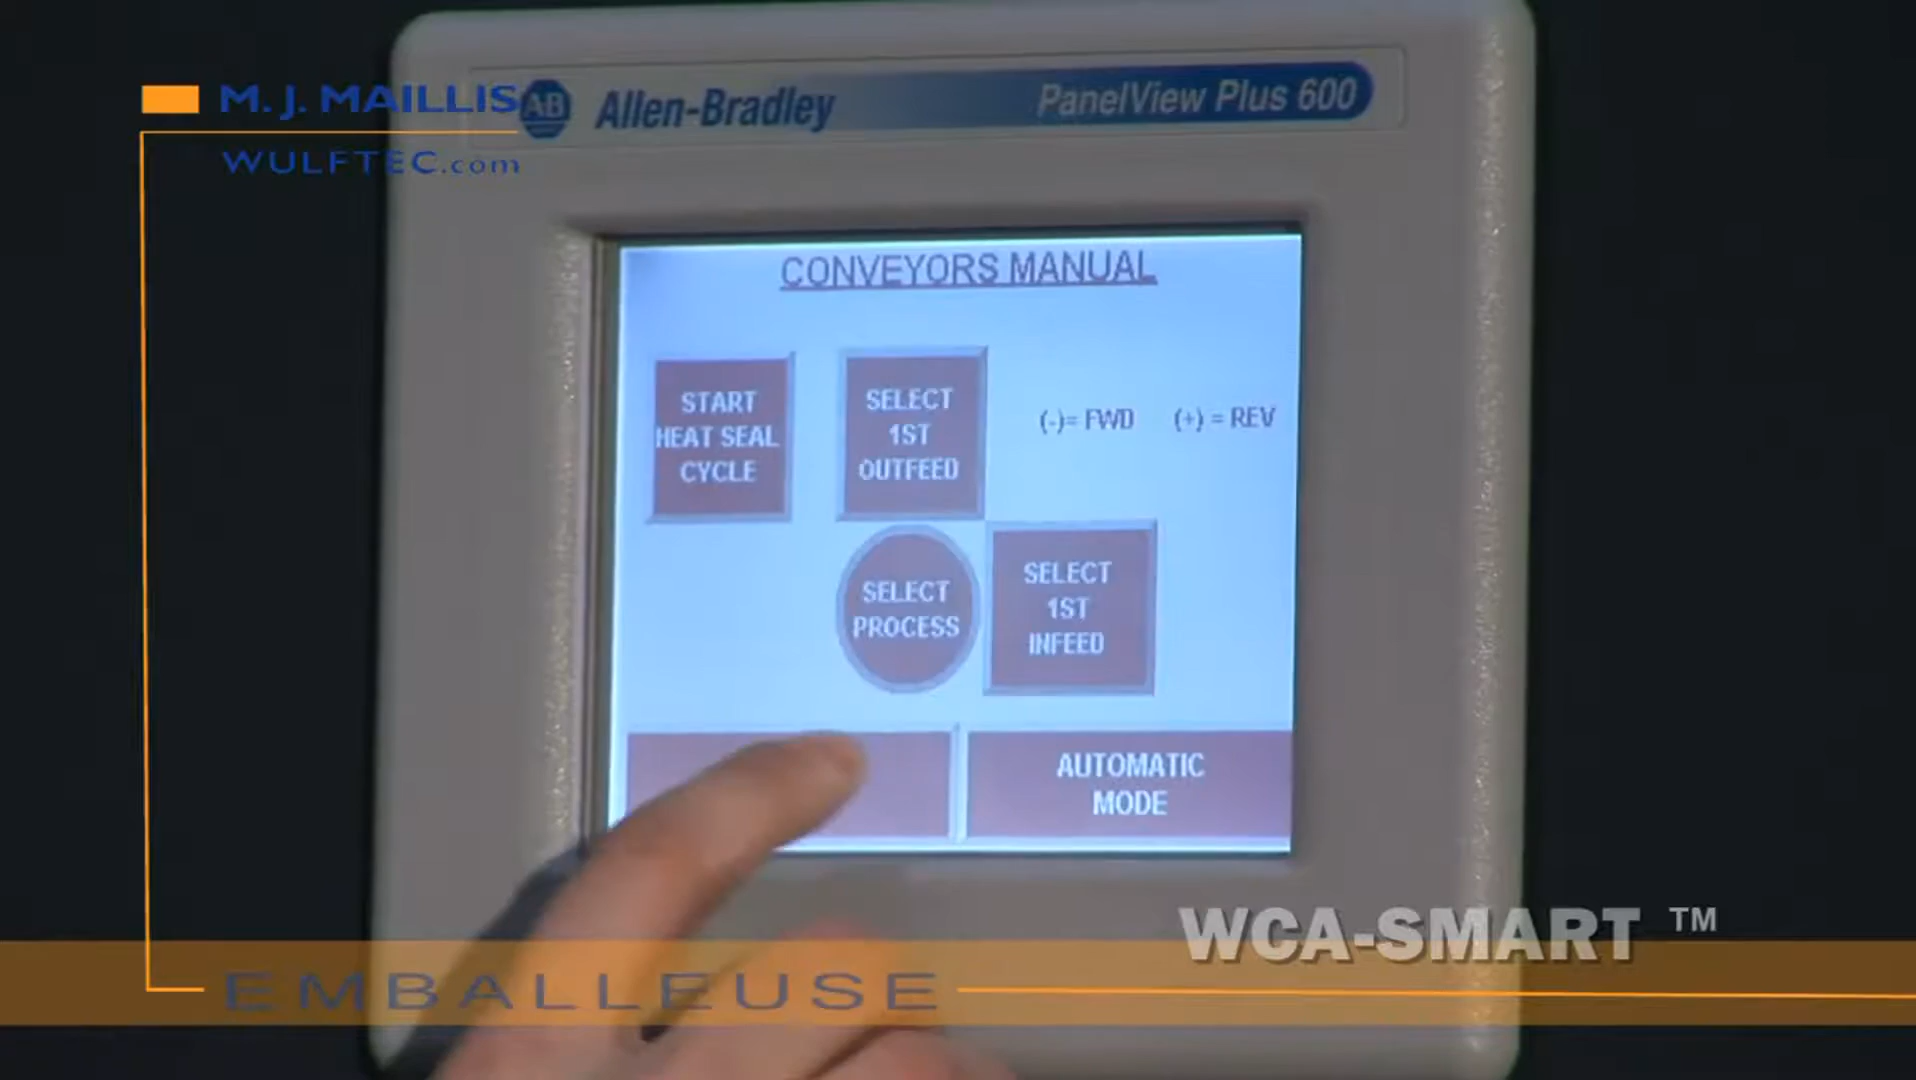 M. J. MAILLIS
WULFTEC.com
AB Allen-Bradley
PanelView Plus 600
CONVEYORS MANUAL
START
HEAT SEAL
CYCLE
SELECT
1ST
OUTFEED
(-)= FWD (+) = REV
SELECT
PROCESS
SELECT
1ST
INFEED
AUTOMATIC
MODE
WCA-SMART ™
EMBALLEUSE